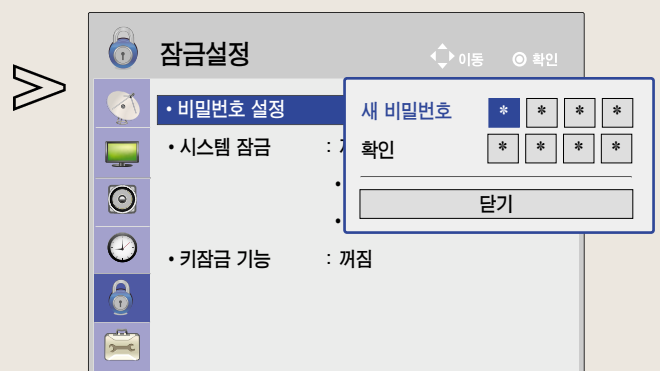 잠금설정
이동 ◎ 확인
• 비밀번호 설정
• 시스템 잠금 :
•
•
• 키잠금 기능 : 꺼짐
새 비밀번호 * * * *
확인 * * * *
닫기